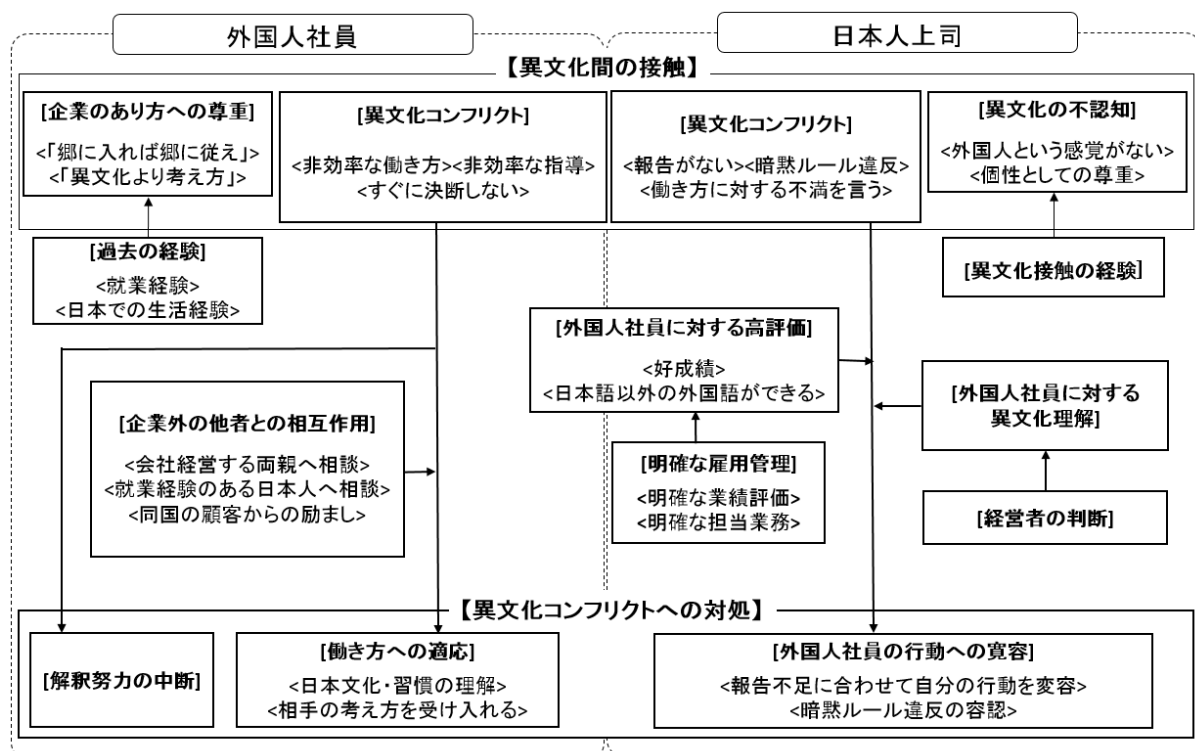 外国人社員
日本人上司
【異文化間の接触】
[企業のあり方への尊重]
<「郷に入れば郷に従え」>
<「異文化より考え方」>
[異文化コンフリクト]
<非効率な働き方><非効率な指導>
<すぐに決断しない>
[異文化コンフリクト]
<報告がない><暗黙ルール違反>
<働き方に対する不満を言う>
[異文化の不認知]
<外国人という感覚がない>
<個性としての尊重>
[過去の経験]
<就業経験>
<日本での生活経験>
[異文化接触の経験]
[外国人社員に対する高評価]
<好成績>
<日本語以外の外国語ができる>
[外国人社員に対する
異文化理解]
[企業外の他者との相互作用]
<会社経営する両親へ相談>
<就業経験のある日本人へ相談>
<同国の顧客からの励まし>
[明確な雇用管理]
<明確な業績評価>
<明確な担当業務>
[経営者の判断]
【異文化コンフリクトへの対処】
[解釈努力の中断]
[働き方への適応]
<日本文化・習慣の理解>
<相手の考え方を受け入れる>
[外国人社員の行動への寛容]
<報告不足に合わせて自分の行動を変容>
<暗黙ルール違反の容認>